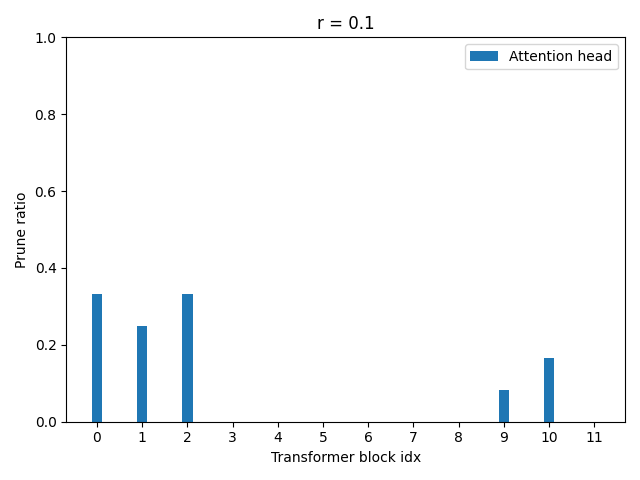 r = 0.1
Attention head
1.0
0.8
0.6
0.4
0.2
0.0
Prune ratio
0 1 2 3 4 5 6 7 8 9 10 11
Transformer block idx